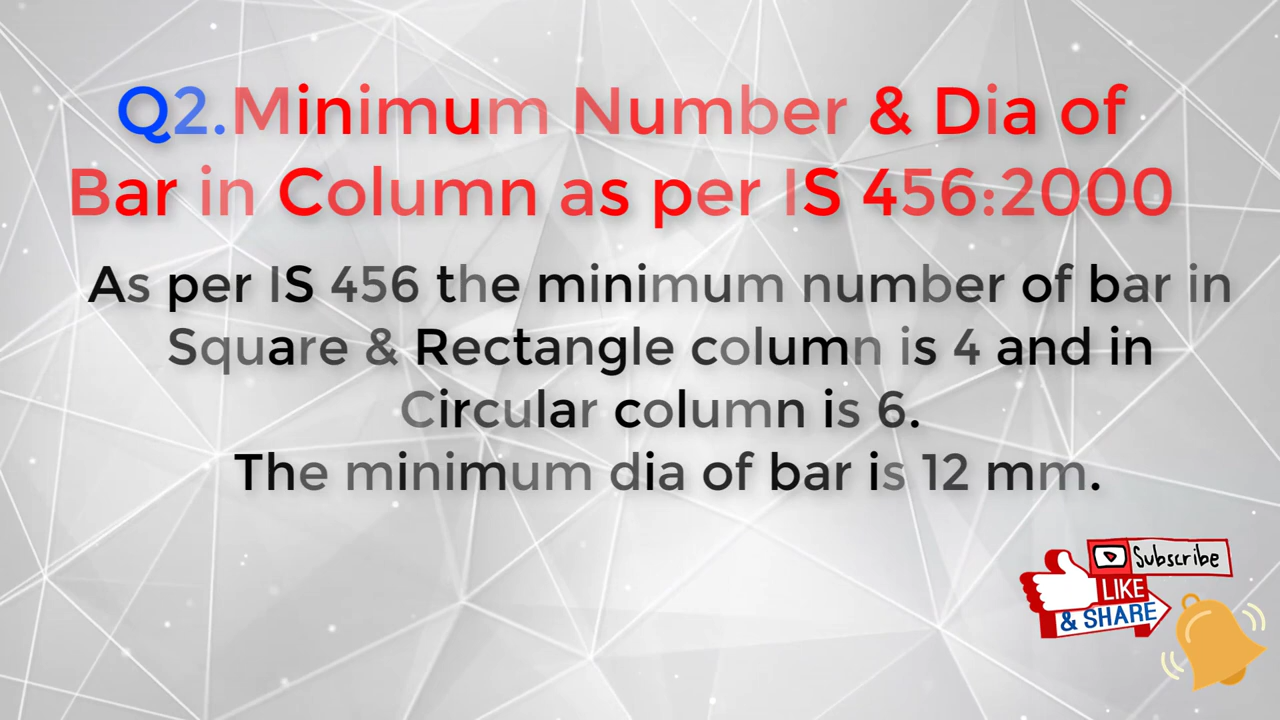 Q2.Minimum Number & Dia of
Bar in Column as per IS 456:2000
As per IS 456 the minimum number of bar in
Square & Rectangle column is 4 and in
Circular column is 6.
The minimum dia of bar is 12 mm.
Subscribe
LIKE
& SHARE